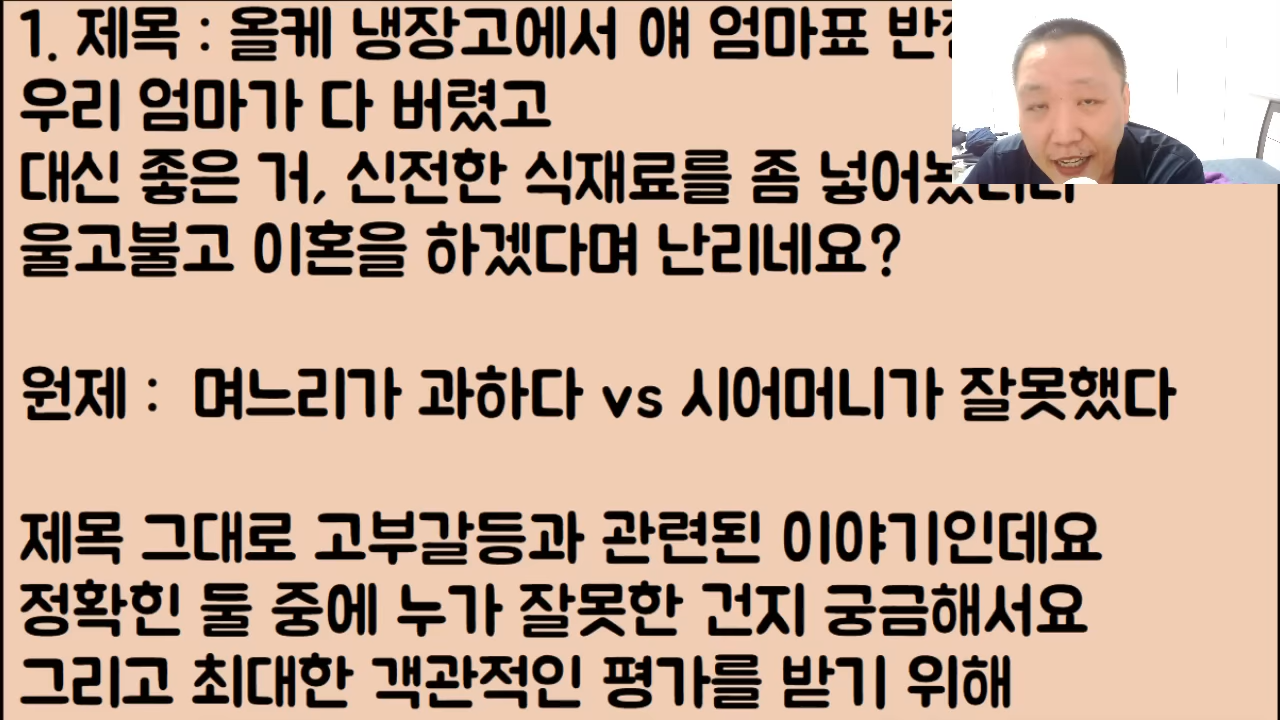 1. 제목 : 올케 냉장고에서 얘 엄마표
우리 엄마가 다 버렸고
대신 좋은 거, 신전한 식재료를 좀
울고불고 이혼을 하겠다며 난리네요?
원제 : 며느리가 과하다 vs 시어머니가 잘못했다
제목 그대로 고부갈등과 관련된 이야기인데요
정확힌 둘 중에 누가 잘못한 건지 궁금해서요
그리고 최대한 객관적인 평가를 받기 위해